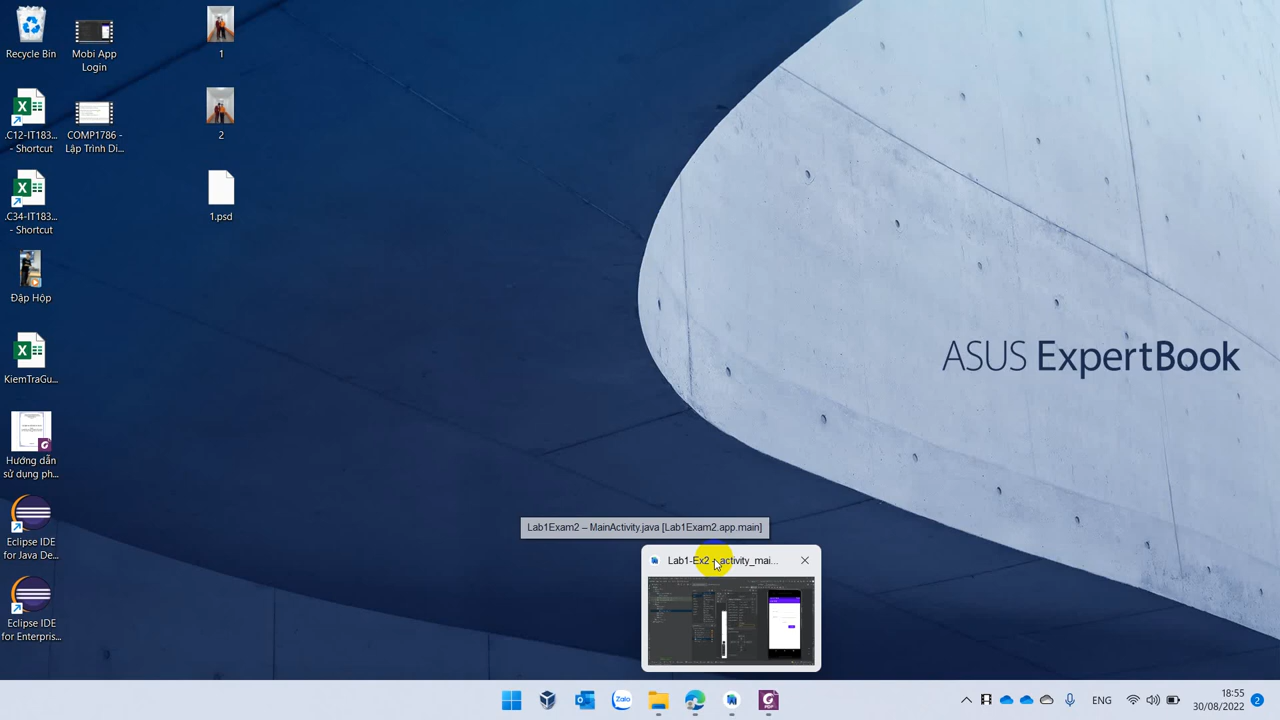 Recycle Bin
Mobi App
Login
1
.C12-IT183...
- Shortcut
COMP1786 -
Lập Trình Di...
2
.C34-IT183...
- Shortcut
1.psd
Đập Hộp
KiemTraGu...
Hướng dẫn
sử dụng ph...
Eclipse IDE
for Java De...
Eclipse IDE
for Enterpris...
ASUS ExpertBook
Lab1Exam2 – MainActivity.java [Lab1Exam2.app.main]
Lab1-Ex2 – activity_mai...
Zalo
PDF
ENG
18:55
30/08/2022
2